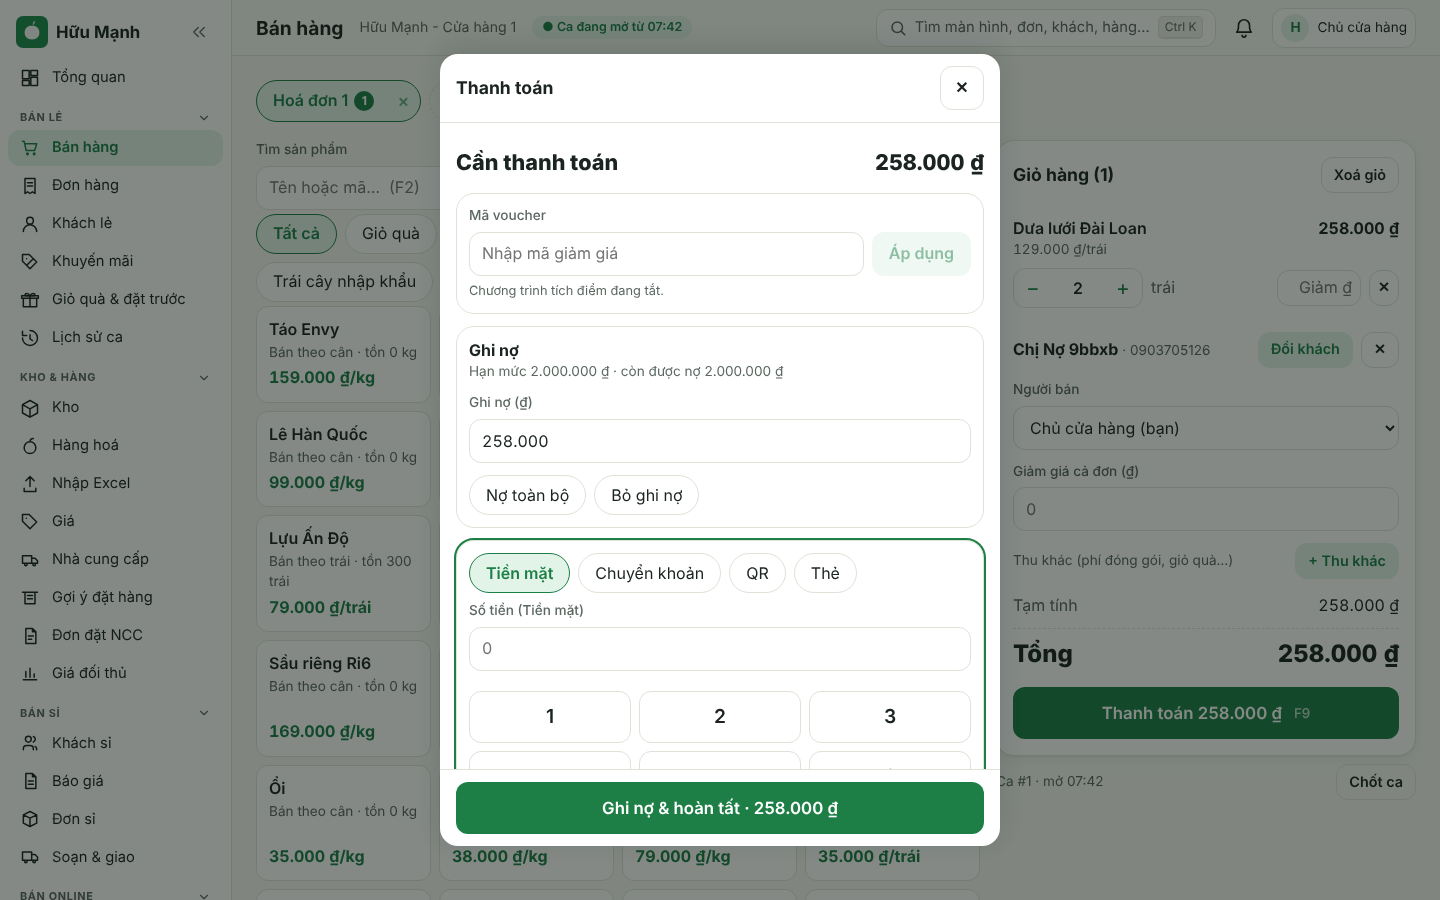 Hữu Mạnh
Tổng quan
BÁN LẺ
Bán hàng
Đơn hàng
Khách lẻ
Khuyến mãi
Giỏ quà & đặt trước
Lịch sử ca
KHO & HÀNG
Kho
Hàng hoá
Nhập Excel
Giá
Nhà cung cấp
Gợi ý đặt hàng
Đơn đặt NCC
Giá đối thủ
BÁN SỈ
Khách sỉ
Báo giá
Đơn sỉ
Soạn & giao
BÁN ONLINE
Bán hàng
Hữu Mạnh - Cửa hàng 1
Ca đang mở từ 07:42
Tìm màn hình, đơn, khách, hàng... Ctrl K
H Chủ cửa hàng
Hoá đơn 1 1 ×
Tìm sản phẩm
Tên hoặc mã... (F2)
Tất cả
Giỏ quà
Trái cây nhập khẩu
Táo Envy
Bán theo cân · tồn 0 kg
159.000 ₫/kg
Lê Hàn Quốc
Bán theo cân · tồn 0 kg
99.000 ₫/kg
Lựu Ấn Độ
Bán theo trái · tồn 300
trái
79.000 ₫/trái
Sầu riêng Ri6
Bán theo cân · tồn 0 kg
169.000 ₫/kg
Ổi
Bán theo cân · tồn 0 kg
35.000 ₫/kg
38.000 ₫/kg
79.000 ₫/kg
35.000 ₫/trái
Thanh toán ×
Cần thanh toán 258.000 ₫
Mã voucher
Nhập mã giảm giá Áp dụng
Chương trình tích điểm đang tắt.
Ghi nợ
Hạn mức 2.000.000 ₫ · còn được nợ 2.000.000 ₫
Ghi nợ (₫)
258.000
Nợ toàn bộ Bỏ ghi nợ
Tiền mặt Chuyển khoản QR Thẻ
Số tiền (Tiền mặt)
0
1 2 3
Ghi nợ & hoàn tất · 258.000 ₫
Giỏ hàng (1) Xoá giỏ
Dưa lưới Đài Loan 258.000 ₫
129.000 ₫/trái
− 2 + trái Giảm ₫ ×
Chị Nợ 9bbxb · 0903705126 Đổi khách ×
Người bán
Chủ cửa hàng (bạn)
Giảm giá cả đơn (₫)
0
Thu khác (phí đóng gói, giỏ quà...) + Thu khác
Tạm tính 258.000 ₫
Tổng 258.000 ₫
Thanh toán 258.000 ₫ F9
Ca #1 · mở 07:42 Chốt ca